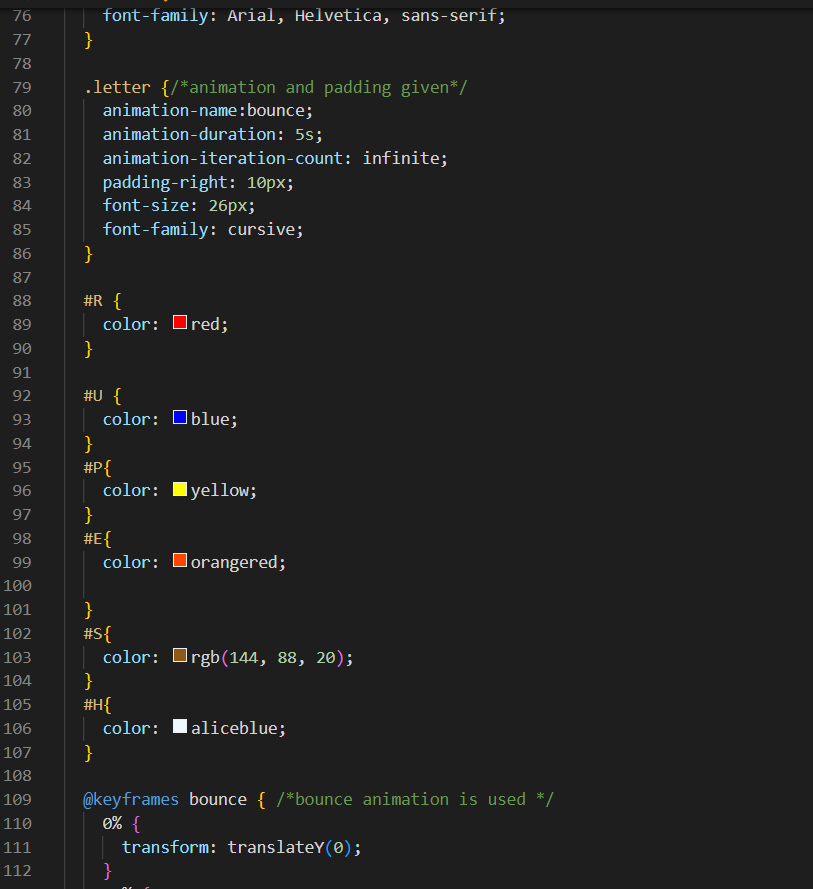 76 font-family: Arial, Helvetica, sans-serif;
77 }
78
79 .letter {/*animation and padding given*/
80 animation-name:bounce;
81 animation-duration: 5s;
82 animation-iteration-count: infinite;
83 padding-right: 10px;
84 font-size: 26px;
85 font-family: cursive;
86 }
87
88 #R {
89 color: red;
90 }
91
92 #U {
93 color: blue;
94 }
95 #P{
96 color: yellow;
97 }
98 #E{
99 color: orangered;
100
101 }
102 #S{
103 color: rgb(144, 88, 20);
104 }
105 #H{
106 color: aliceblue;
107 }
108
109 @keyframes bounce { /*bounce animation is used */
110 0% {
111 transform: translateY(0);
112 }